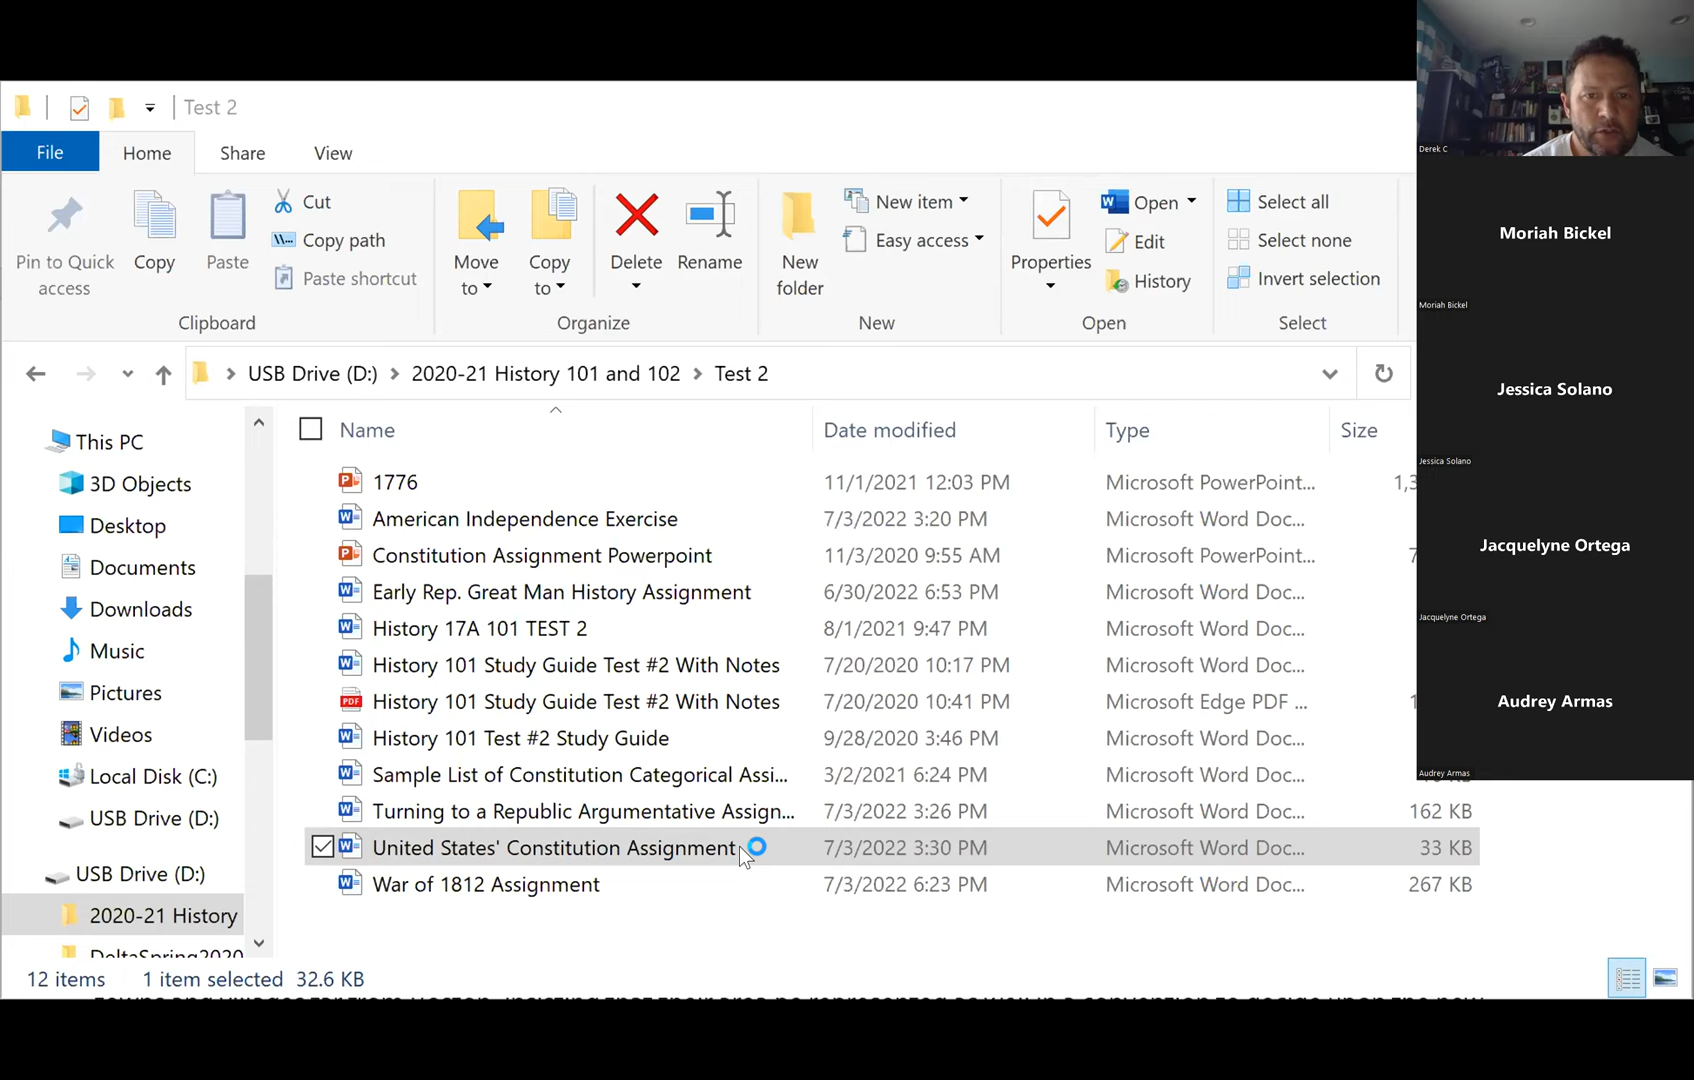 Test 2
File
Home
Share
View
Pin to Quick access
Copy
Paste
Cut
Copy path
Paste shortcut
Clipboard
Move to
Copy to
Delete
Rename
Organize
New folder
New item
Easy access
New
Properties
Open
Edit
History
Open
Select all
Select none
Invert selection
Select
USB Drive (D:) > 2020-21 History 101 and 102 > Test 2
This PC
3D Objects
Desktop
Documents
Downloads
Music
Pictures
Videos
Local Disk (C:)
USB Drive (D:)
USB Drive (D:)
2020-21 History
DeltaSpring2020
Name Date modified Type Size
1776 11/1/2021 12:03 PM Microsoft PowerPoint... 1,3
American Independence Exercise 7/3/2022 3:20 PM Microsoft Word Doc...
Constitution Assignment Powerpoint 11/3/2020 9:55 AM Microsoft PowerPoint... 7
Early Rep. Great Man History Assignment 6/30/2022 6:53 PM Microsoft Word Doc...
History 17A 101 TEST 2 8/1/2021 9:47 PM Microsoft Word Doc...
History 101 Study Guide Test #2 With Notes 7/20/2020 10:17 PM Microsoft Word Doc...
PDF History 101 Study Guide Test #2 With Notes 7/20/2020 10:41 PM Microsoft Edge PDF ... 1
History 101 Test #2 Study Guide 9/28/2020 3:46 PM Microsoft Word Doc...
Sample List of Constitution Categorical Assi... 3/2/2021 6:24 PM Microsoft Word Doc... KB
Turning to a Republic Argumentative Assign... 7/3/2022 3:26 PM Microsoft Word Doc... 162 KB
United States' Constitution Assignment 7/3/2022 3:30 PM Microsoft Word Doc... 33 KB
War of 1812 Assignment 7/3/2022 6:23 PM Microsoft Word Doc... 267 KB
12 items 1 item selected 32.6 KB
Derek C
Moriah Bickel
Moriah Bickel
Jessica Solano
Jessica Solano
Jacquelyne Ortega
Jacquelyne Ortega
Audrey Armas
Audrey Armas